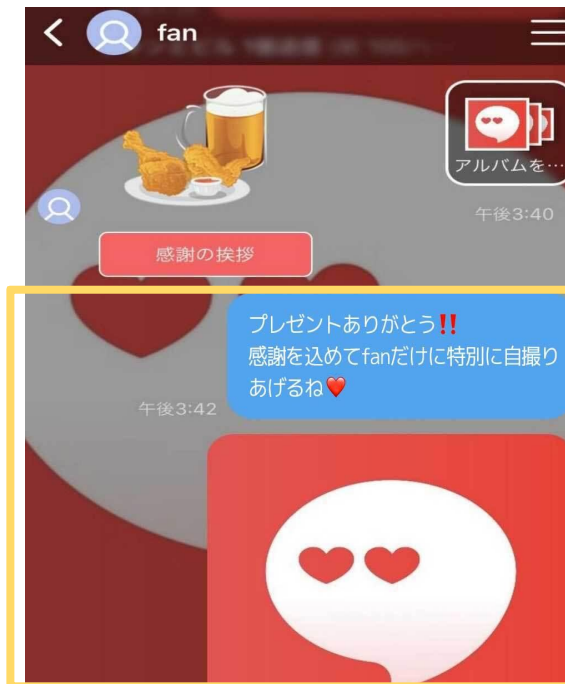 fan
アルバムを…
午後3:40
感謝の挨拶
プレゼントありがとう‼
感謝を込めてfanだけに特別に自撮り
あげるね❤
午後3:42